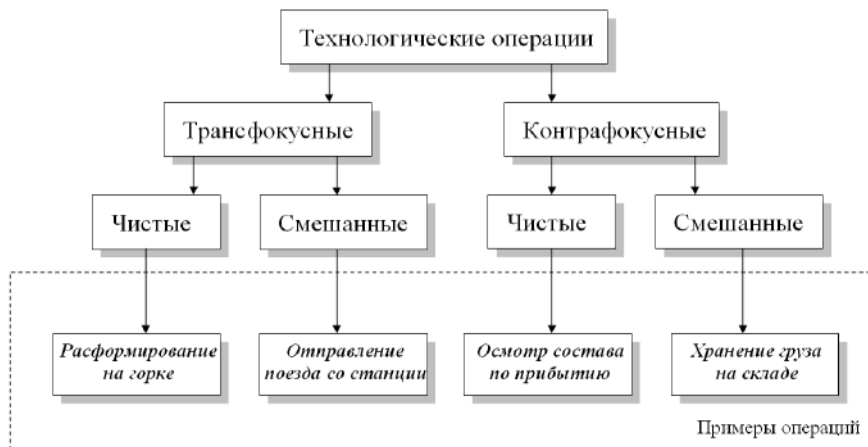 Технологические операции
Трансфокусные
Контрафокусные
Чистые
Смешанные
Чистые
Смешанные
Расформирование
на горке
Отправление
поезда со станции
Осмотр состава
по прибытию
Хранение груза
на складе
Примеры операций